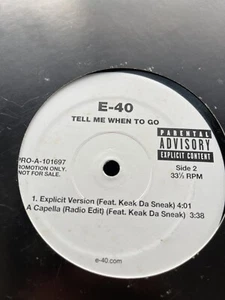 E-40
TELL ME WHEN TO GO
PARENTAL
ADVISORY
EXPLICIT CONTENT
PRO-A-101697
PROMOTION ONLY.
NOT FOR SALE.
Side 2
33⅓ RPM
1. Explicit Version (Feat. Keak Da Sneak) 4:01
A Capella (Radio Edit) (Feat. Keak Da Sneak) 3:38
e-40.com